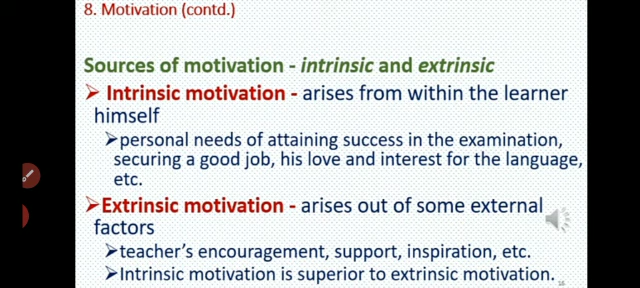 8. Motivation (contd.)
Sources of motivation - intrinsic and extrinsic
➤ Intrinsic motivation - arises from within the learner
himself
➤personal needs of attaining success in the examination,
securing a good job, his love and interest for the language,
etc.
➤Extrinsic motivation - arises out of some external
factors
➤teacher's encouragement, support, inspiration, etc.
➤Intrinsic motivation is superior to extrinsic motivation.
18